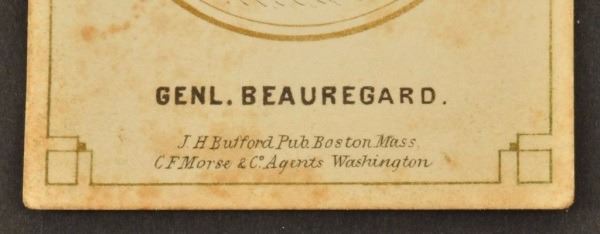 GENL. BEAUREGARD.
J H Bufford Pub. Boston Mass.
C.F. Morse & Co. Agents Washington